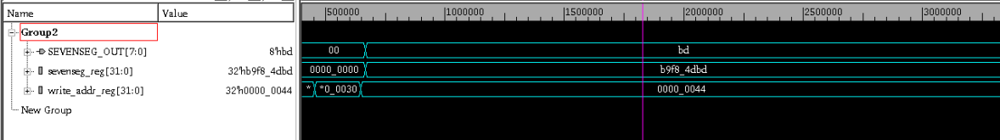 Name Value |500000 |1000000 |1500000 |2000000 |2500000 |3000000
Group2
SEVENSEG_OUT[7:0] 8'hbd 00 bd
sevenseg_reg[31:0] 32'hb9f8_4dbd 0000_0000 b9f8_4dbd
write_addr_reg[31:0] 32'h0000_0044 * *0_0030 0000_0044
New Group